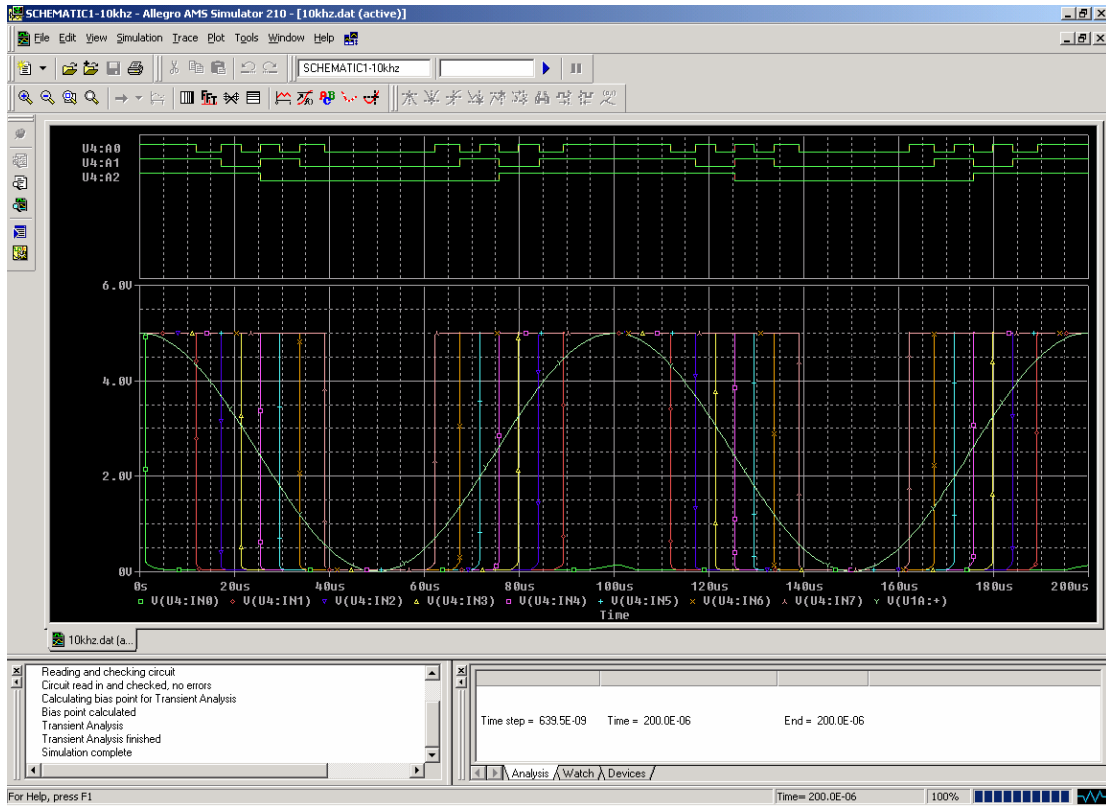 SCHEMATIC1-10khz - Allegro AMS Simulator 210 - [10khz.dat (active)]
File Edit View Simulation Trace Plot Tools Window Help
SCHEMATIC1-10khz
FFT
U4:A0
U4:A1
U4:A2
6.0V
4.0V
2.0V
0V
0s 20us 40us 60us 80us 100us 120us 140us 160us 180us 200us
V(U4:IN0) V(U4:IN1) V(U4:IN2) V(U4:IN3) V(U4:IN4) V(U4:IN5) V(U4:IN6) V(U4:IN7) V(U1A:+)
Time
10khz.dat (a...
Reading and checking circuit
Circuit read in and checked, no errors
Calculating bias point for Transient Analysis
Bias point calculated
Transient Analysis
Transient Analysis finished
Simulation complete
Time step = 639.5E-09 Time = 200.0E-06 End = 200.0E-06
Analysis Watch Devices
For Help, press F1 Time= 200.0E-06 100%